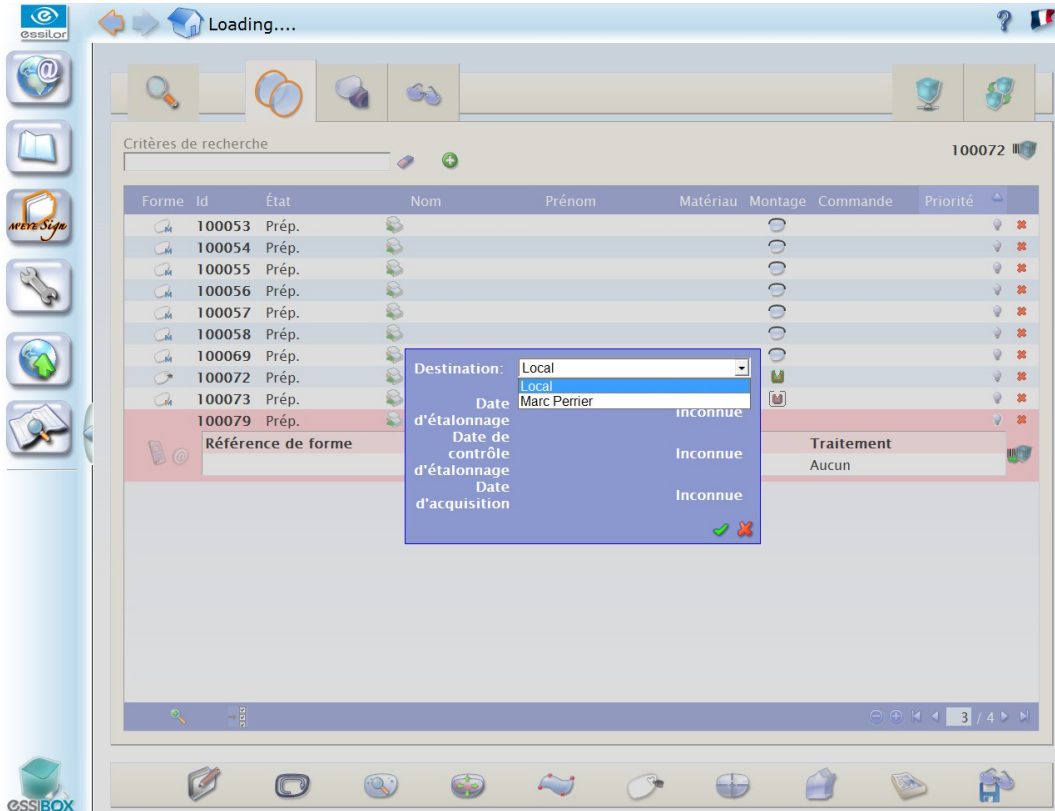 essilor
Loading....
?
@
Critères de recherche
100072
M'EYE Sign
Forme Id État Nom Prénom Matériau Montage Commande Priorité
100053 Prép.
100054 Prép.
100055 Prép.
100056 Prép.
100057 Prép.
100058 Prép.
100069 Prép.
100072 Prép.
100073 Prép.
100079 Prép.
Destination: Local
Local
Marc Perrier
Date
d'étalonnage Inconnue
Date de
contrôle Inconnue
d'étalonnage
Date
d'acquisition Inconnue
Référence de forme Traitement
@ Aucun
3 / 4
ESSIBOX